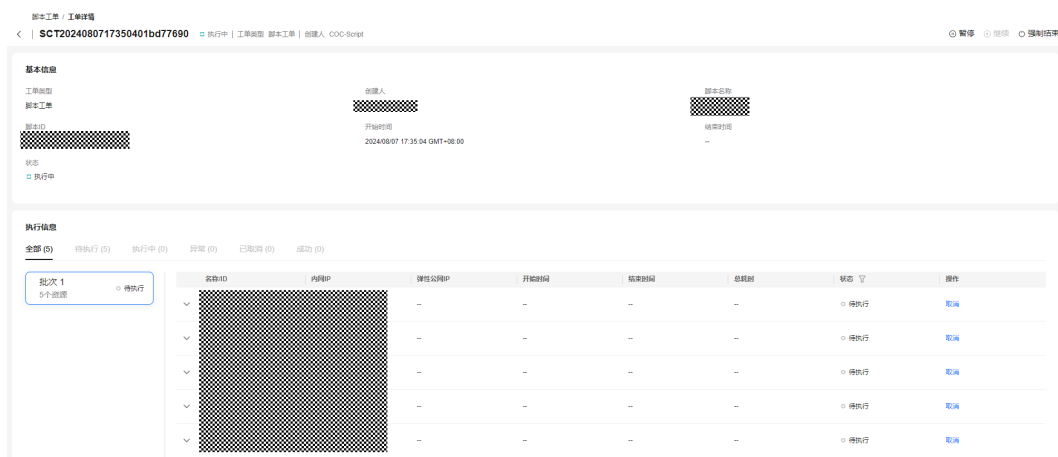 脚本工单 / 工单详情
SCT2024080717350401bd77690 执行中 | 工单类型 脚本工单 | 创建人 COC-Script
暂停 继续 强制结束
基本信息
工单类型 创建人 脚本名称
脚本工单
脚本ID 开始时间 结束时间
2024/08/07 17:35:04 GMT+08:00 --
状态
执行中
执行信息
全部 (5) 待执行 (5) 执行中 (0) 异常 (0) 已取消 (0) 成功 (0)
批次 1 待执行
5个资源
名称/ID 内网IP 弹性公网IP 开始时间 结束时间 总耗时 状态 操作
-- -- -- -- 待执行 取消
-- -- -- -- 待执行 取消
-- -- -- -- 待执行 取消
-- -- -- -- 待执行 取消
-- -- -- -- 待执行 取消